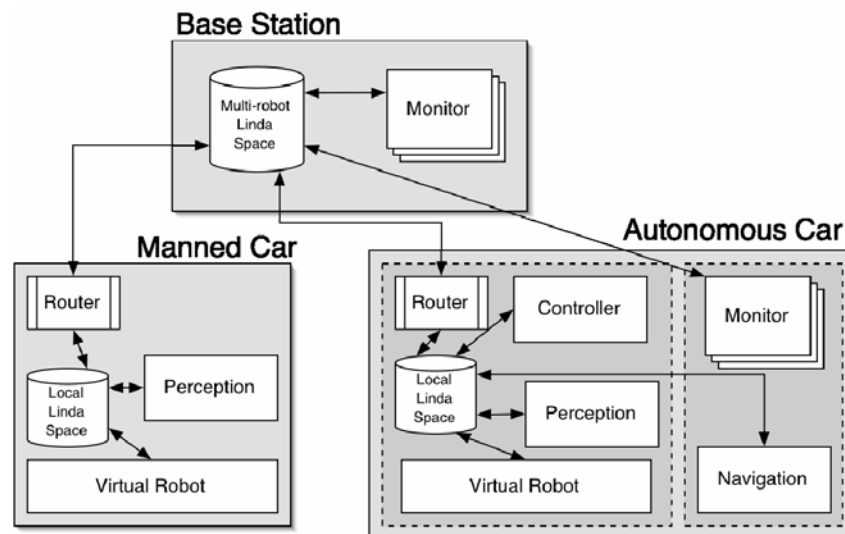 Base Station
Multi-robot
Linda
Space
Monitor
Manned Car
Router
Local
Linda
Space
Perception
Virtual Robot
Autonomous Car
Router
Controller
Local
Linda
Space
Perception
Virtual Robot
Monitor
Navigation